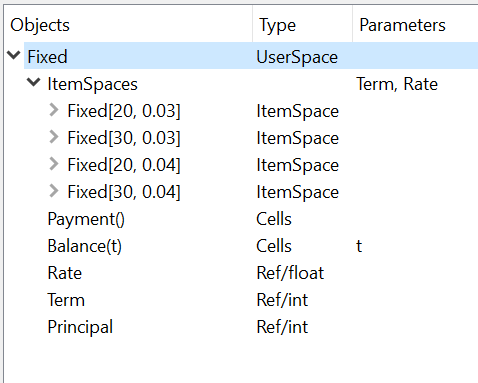 Objects Type Parameters
Fixed UserSpace
ItemSpaces Term, Rate
Fixed[20, 0.03] ItemSpace
Fixed[30, 0.03] ItemSpace
Fixed[20, 0.04] ItemSpace
Fixed[30, 0.04] ItemSpace
Payment() Cells
Balance(t) Cells t
Rate Ref/float
Term Ref/int
Principal Ref/int